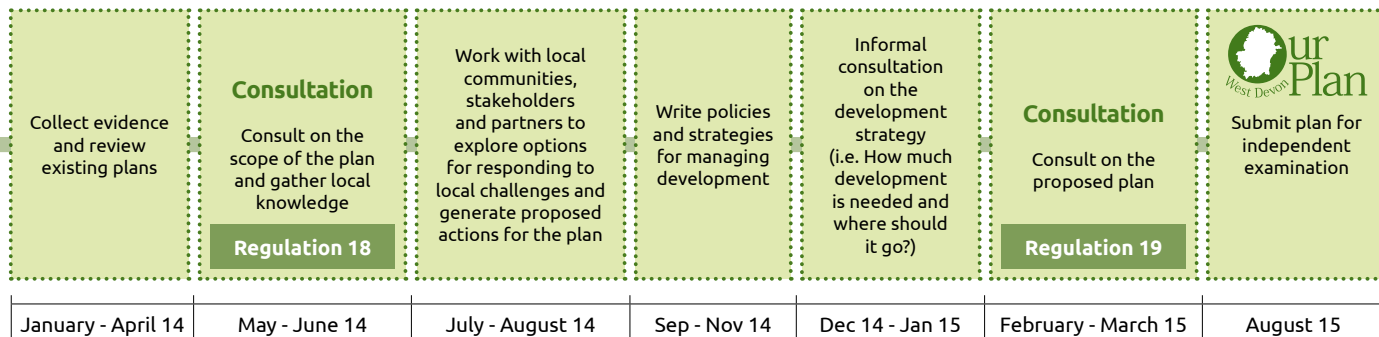 Collect evidence
and review
existing plans
Consultation
Consult on the
scope of the plan
and gather local
knowledge
Regulation 18
Work with local
communities,
stakeholders
and partners to
explore options
for responding to
local challenges and
generate proposed
actions for the plan
Write policies
and strategies
for managing
development
Informal
consultation
on the
development
strategy
(i.e. How much
development
is needed and
where should
it go?)
Consultation
Consult on the
proposed plan
Regulation 19
Our
Plan
West Devon
Submit plan for
independent
examination
January - April 14
May - June 14
July - August 14
Sep - Nov 14
Dec 14 - Jan 15
February - March 15
August 15